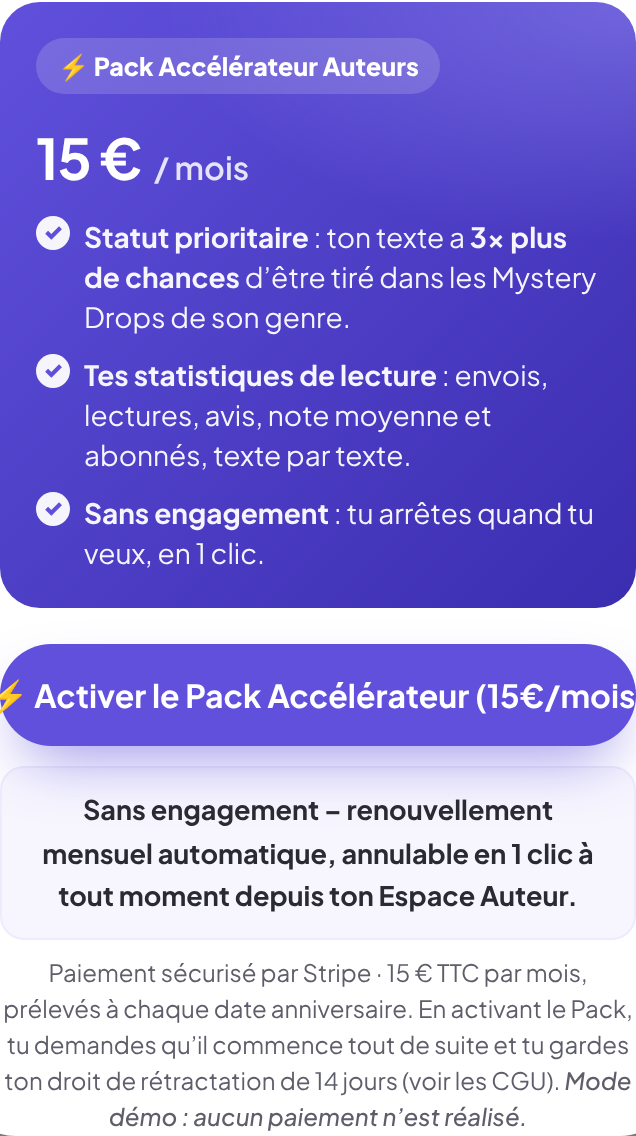 ⚡ Pack Accélérateur Auteurs
15 € / mois
Statut prioritaire : ton texte a 3× plus
de chances d’être tiré dans les Mystery
Drops de son genre.
Tes statistiques de lecture : envois,
lectures, avis, note moyenne et
abonnés, texte par texte.
Sans engagement : tu arrêtes quand tu
veux, en 1 clic.
⚡ Activer le Pack Accélérateur (15€/mois
Sans engagement – renouvellement
mensuel automatique, annulable en 1 clic à
tout moment depuis ton Espace Auteur.
Paiement sécurisé par Stripe · 15 € TTC par mois,
prélevés à chaque date anniversaire. En activant le Pack,
tu demandes qu’il commence tout de suite et tu gardes
ton droit de rétractation de 14 jours (voir les CGU). Mode
démo : aucun paiement n’est réalisé.